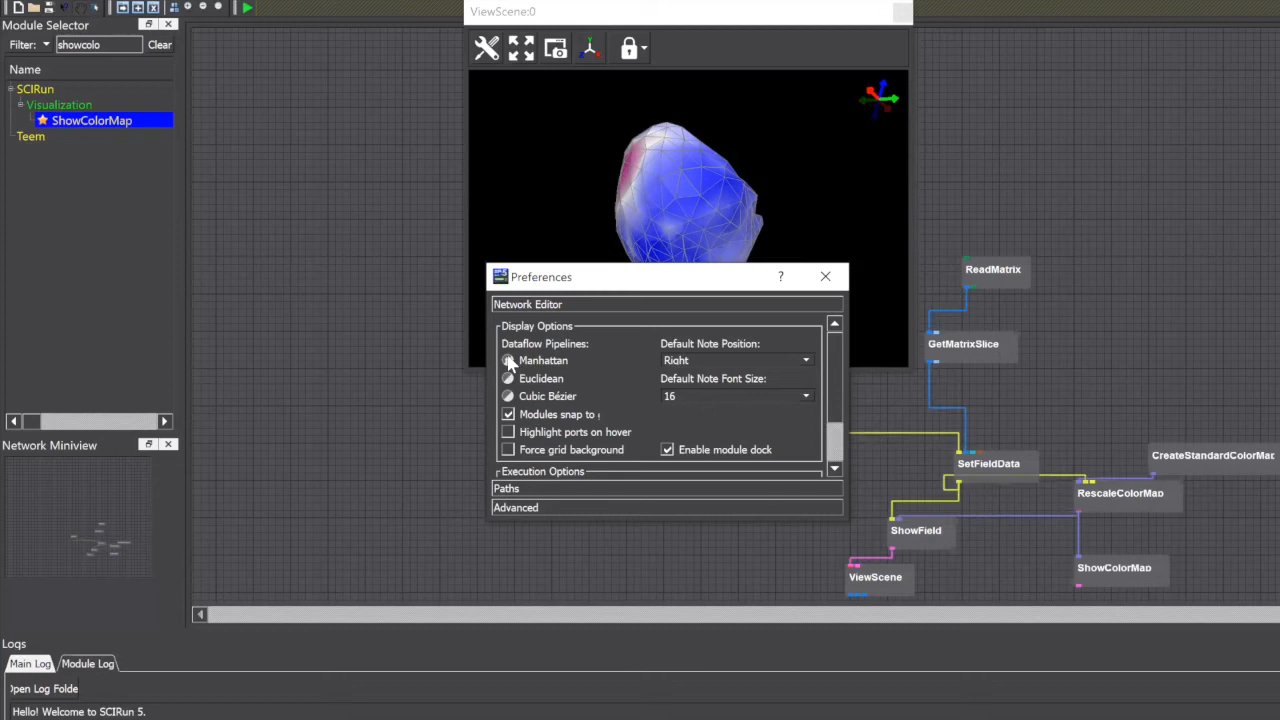 ViewScene:0
Module Selector
Filter:
showcolo
Clear
Name
SCIRun
Visualization
ShowColorMap
Teem
Network Miniview
Preferences
?
Network Editor
Display Options
Dataflow Pipelines:
Default Note Position:
Manhattan
Right
Euclidean
Default Note Font Size:
Cubic Bézier
16
Modules snap to
Highlight ports on hover
Force grid background
Enable module dock
Execution Options
Paths
Advanced
ReadMatrix
GetMatrixSlice
SetFieldData
CreateStandardColorMap
RescaleColorMap
ShowField
ShowColorMap
ViewScene
Logs
Main Log
Module Log
Open Log Folde
Hello! Welcome to SCIRun 5.